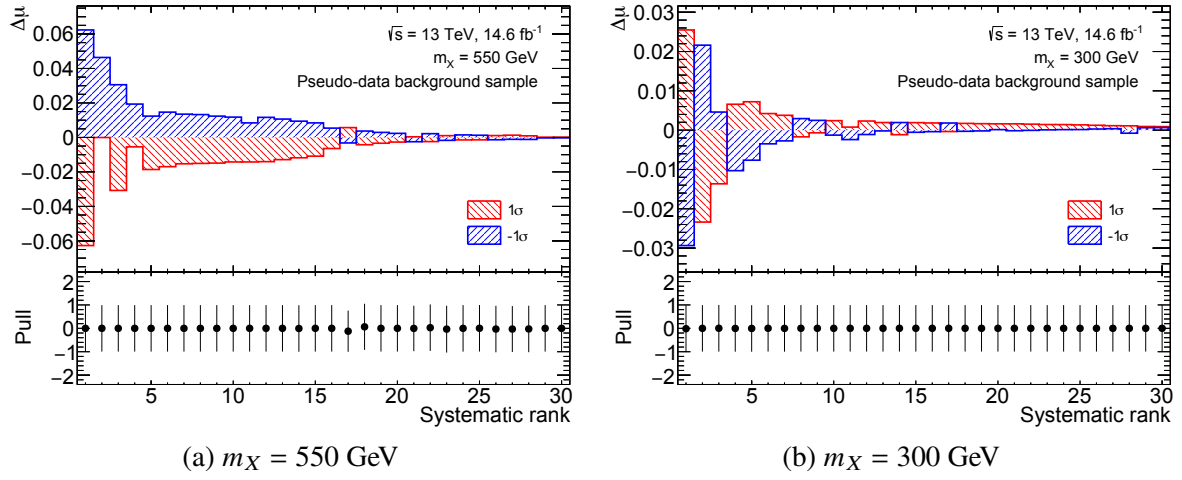 Δμ
0.06
0.04
0.02
0
−0.02
−0.04
−0.06
√s = 13 TeV, 14.6 fb⁻¹
m_X = 550 GeV
Pseudo-data background sample
1σ
-1σ
Pull
2
1
0
−1
−2
5 10 15 20 25 30
Systematic rank
(a) m_X = 550 GeV
Δμ
0.03
0.02
0.01
0.000
−0.01
−0.02
−0.03
√s = 13 TeV, 14.6 fb⁻¹
m_X = 300 GeV
Pseudo-data background sample
1σ
-1σ
Pull
2
1
0
−1
−2
5 10 15 20 25 30
Systematic rank
(b) m_X = 300 GeV